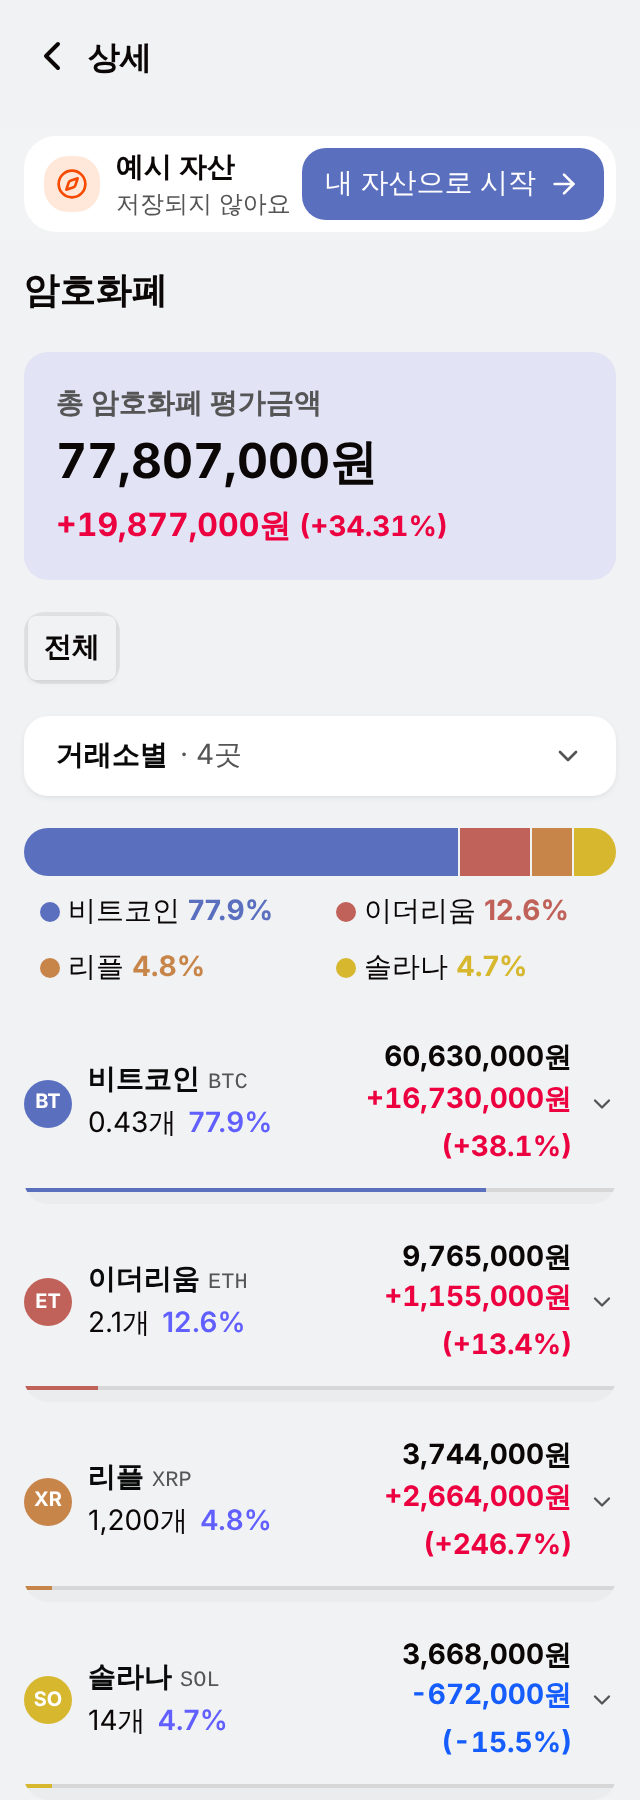 상세
예시 자산
저장되지 않아요
내 자산으로 시작 →
암호화폐
총 암호화폐 평가금액
77,807,000원
+19,877,000원 (+34.31%)
전체
거래소별 · 4곳
비트코인 77.9%
이더리움 12.6%
리플 4.8%
솔라나 4.7%
BT
비트코인 BTC
0.43개 77.9%
60,630,000원
+16,730,000원
(+38.1%)
ET
이더리움 ETH
2.1개 12.6%
9,765,000원
+1,155,000원
(+13.4%)
XR
리플 XRP
1,200개 4.8%
3,744,000원
+2,664,000원
(+246.7%)
SO
솔라나 SOL
14개 4.7%
3,668,000원
-672,000원
(-15.5%)